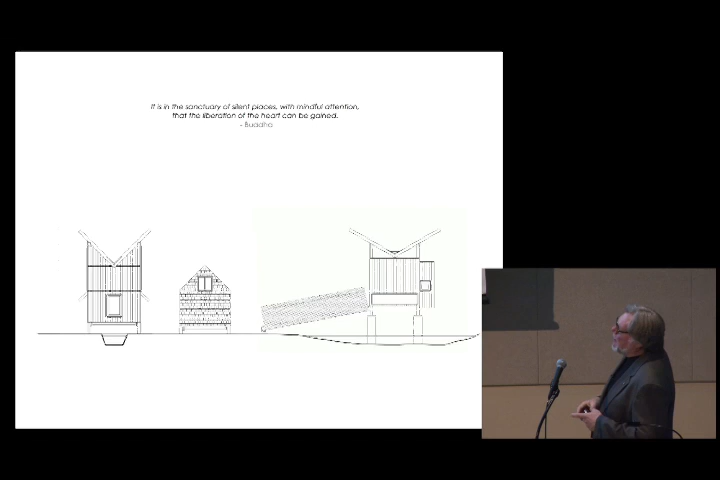 It is in the sanctuary of silent places, with mindful attention,
that the liberation of the heart can be gained.
- Buddha